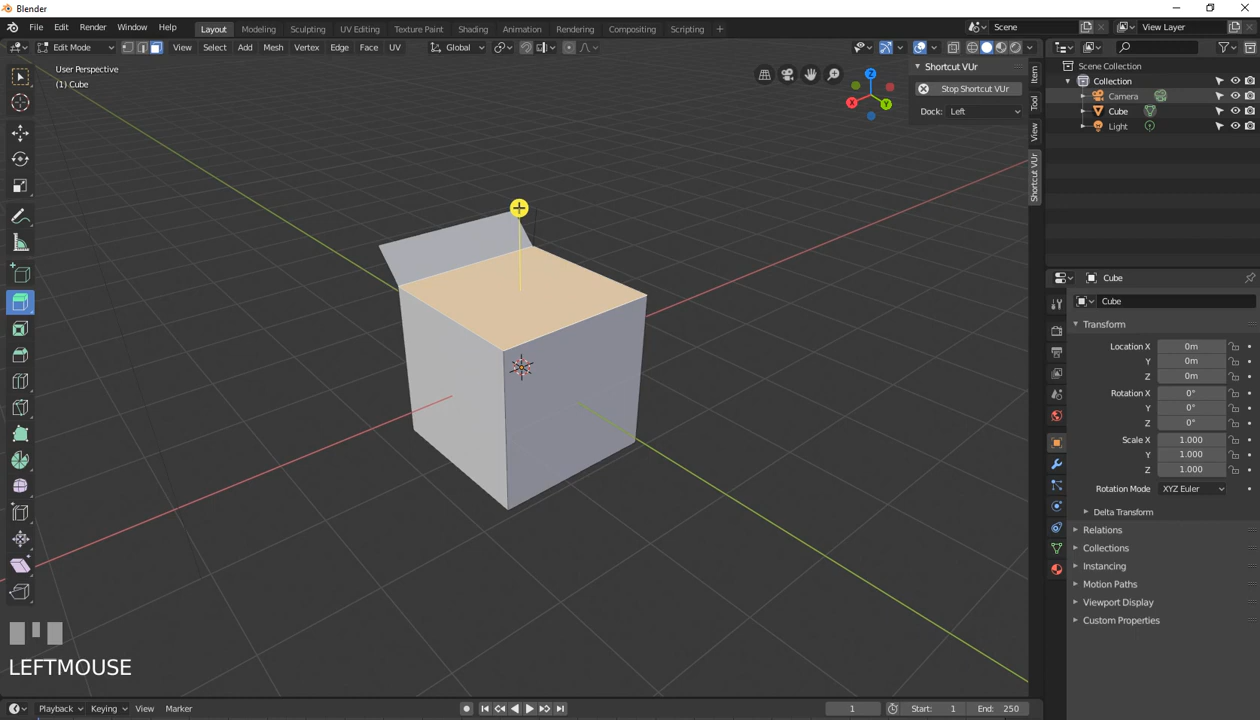 Blender
File Edit Render Window Help
Layout Modeling Sculpting UV Editing Texture Paint Shading Animation Rendering Compositing Scripting
Scene
View Layer
Edit Mode
View Select Add Mesh Vertex Edge Face UV
Global
User Perspective
(1) Cube
Z
X
Y
Shortcut VUr
Stop Shortcut VUr
Dock: Left
Item
Tool
View
Shortcut VUr
Scene Collection
Collection
Camera
Cube
Light
Cube
Cube
Transform
Location X 0m
Y 0m
Z 0m
Rotation X 0°
Y 0°
Z 0°
Scale X 1.000
Y 1.000
Z 1.000
Rotation Mode XYZ Euler
Delta Transform
Relations
Collections
Instancing
Motion Paths
Viewport Display
Custom Properties
LEFTMOUSE
Playback Keying View Marker
1 Start: 1 End: 250